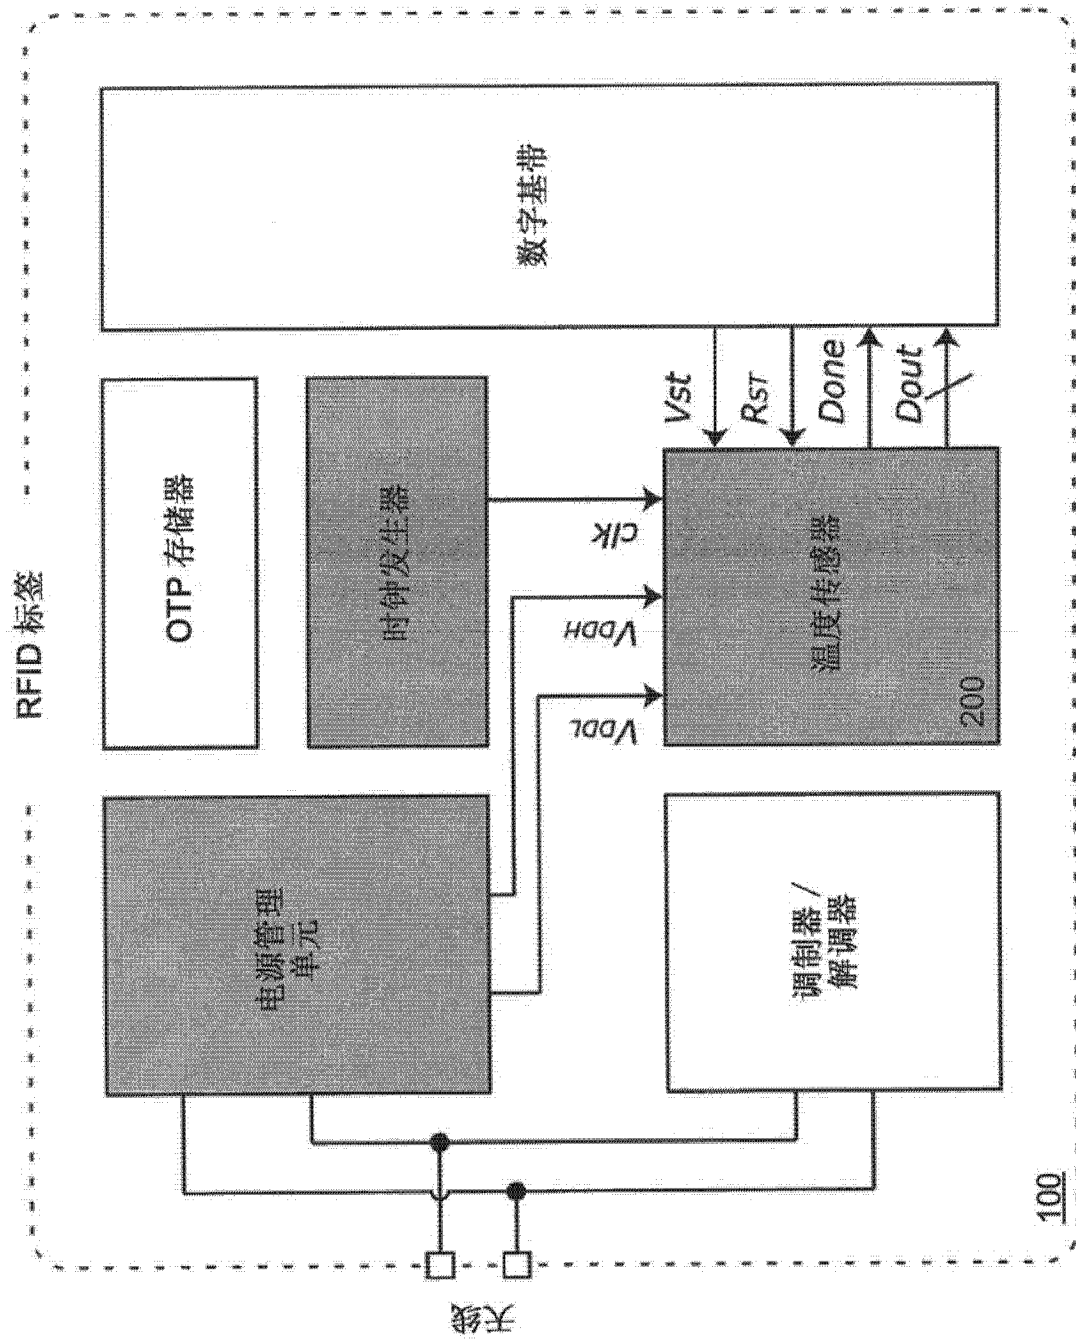 RFID 标签
天线
电源管理
单元
OTP 存储器
时钟发生器
数字基带
VDDL
VDDH
clk
Vst
RST
Done
Dout
调制器 /
解调器
温度传感器
200
100